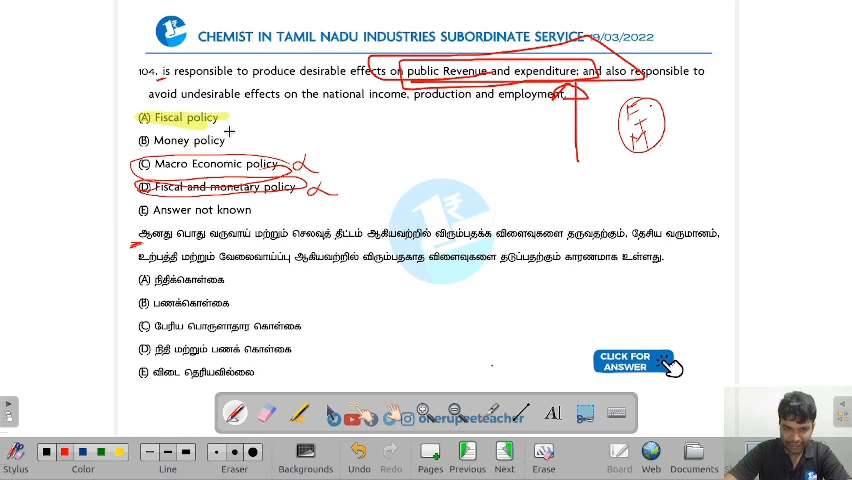 CHEMIST IN TAMIL NADU INDUSTRIES SUBORDINATE SERVICE 19/03/2022
104. is responsible to produce desirable effects on public Revenue and expenditure; and also responsible to
avoid undesirable effects on the national income, production and employment.
(A) Fiscal policy
(B) Money policy
(C) Macro Economic policy
(D) Fiscal and monetary policy
(E) Answer not known
F
+
M
ஆனது பொது வருவாய் மற்றும் செலவுத் திட்டம் ஆகியவற்றில் விரும்பதக்க விளைவுகளை தருவதற்கும், தேசிய வருமானம்,
உற்பத்தி மற்றும் வேலைவாய்ப்பு ஆகியவற்றில் விரும்பதகாத விளைவுகளை தடுப்பதற்கும் காரணமாக உள்ளது.
(A) நிதிக்கொள்கை
(B) பணக்கொள்கை
(C) பேரிய பொருளாதார கொள்கை
(D) நிதி மற்றும் பணக் கொள்கை
(E) விடை தெரியவில்லை
CLICK FOR
ANSWER
onerupeeteacher
Stylus Color Line Eraser Backgrounds Undo Redo Pages Previous Next Erase Board Web Documents